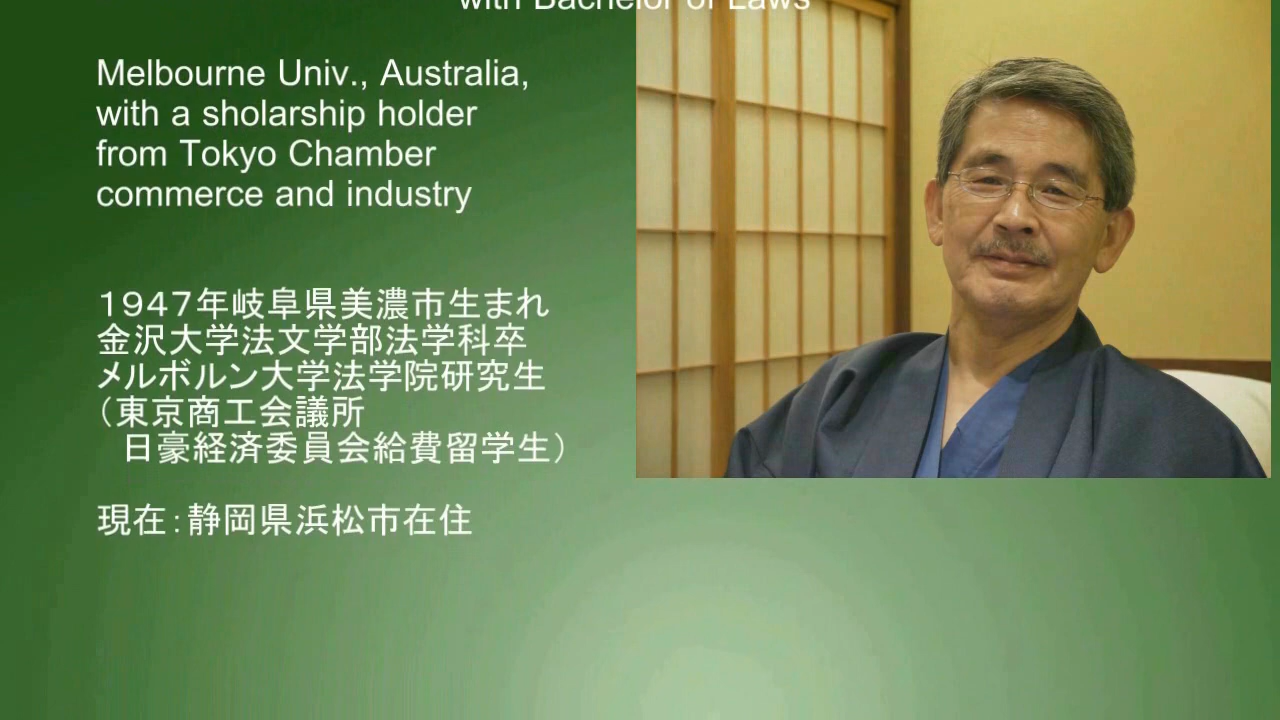 with Bachelor of Laws
Melbourne Univ., Australia,
with a sholarship holder
from Tokyo Chamber
commerce and industry
１９４７年岐阜県美濃市生まれ
金沢大学法文学部法学科卒
メルボルン大学法学院研究生
（東京商工会議所
日豪経済委員会給費留学生）
現在：静岡県浜松市在住